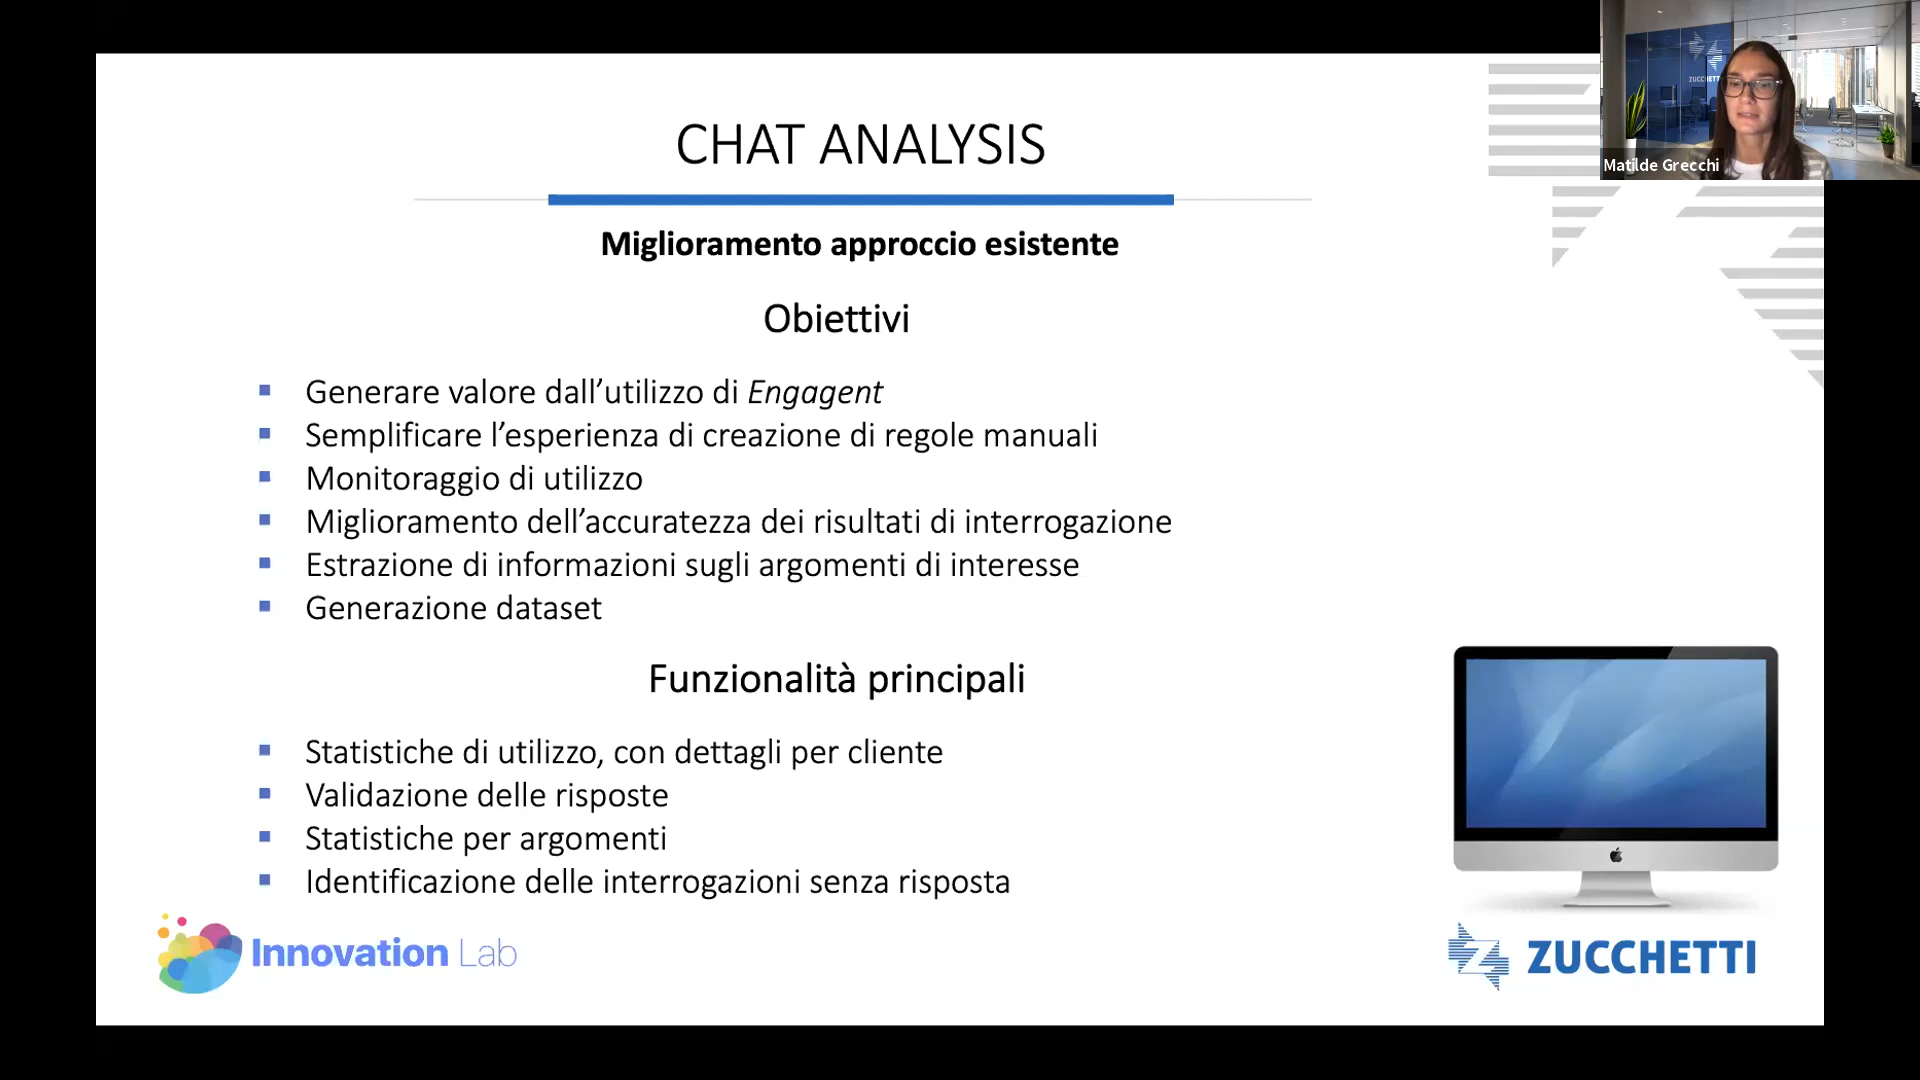 CHAT ANALYSIS
Miglioramento approccio esistente
Obiettivi
Generare valore dall’utilizzo di Engagent
Semplificare l’esperienza di creazione di regole manuali
Monitoraggio di utilizzo
Miglioramento dell’accuratezza dei risultati di interrogazione
Estrazione di informazioni sugli argomenti di interesse
Generazione dataset
Funzionalità principali
Statistiche di utilizzo, con dettagli per cliente
Validazione delle risposte
Statistiche per argomenti
Identificazione delle interrogazioni senza risposta
Innovation Lab
ZUCCHETTI
Matilde Grecchi